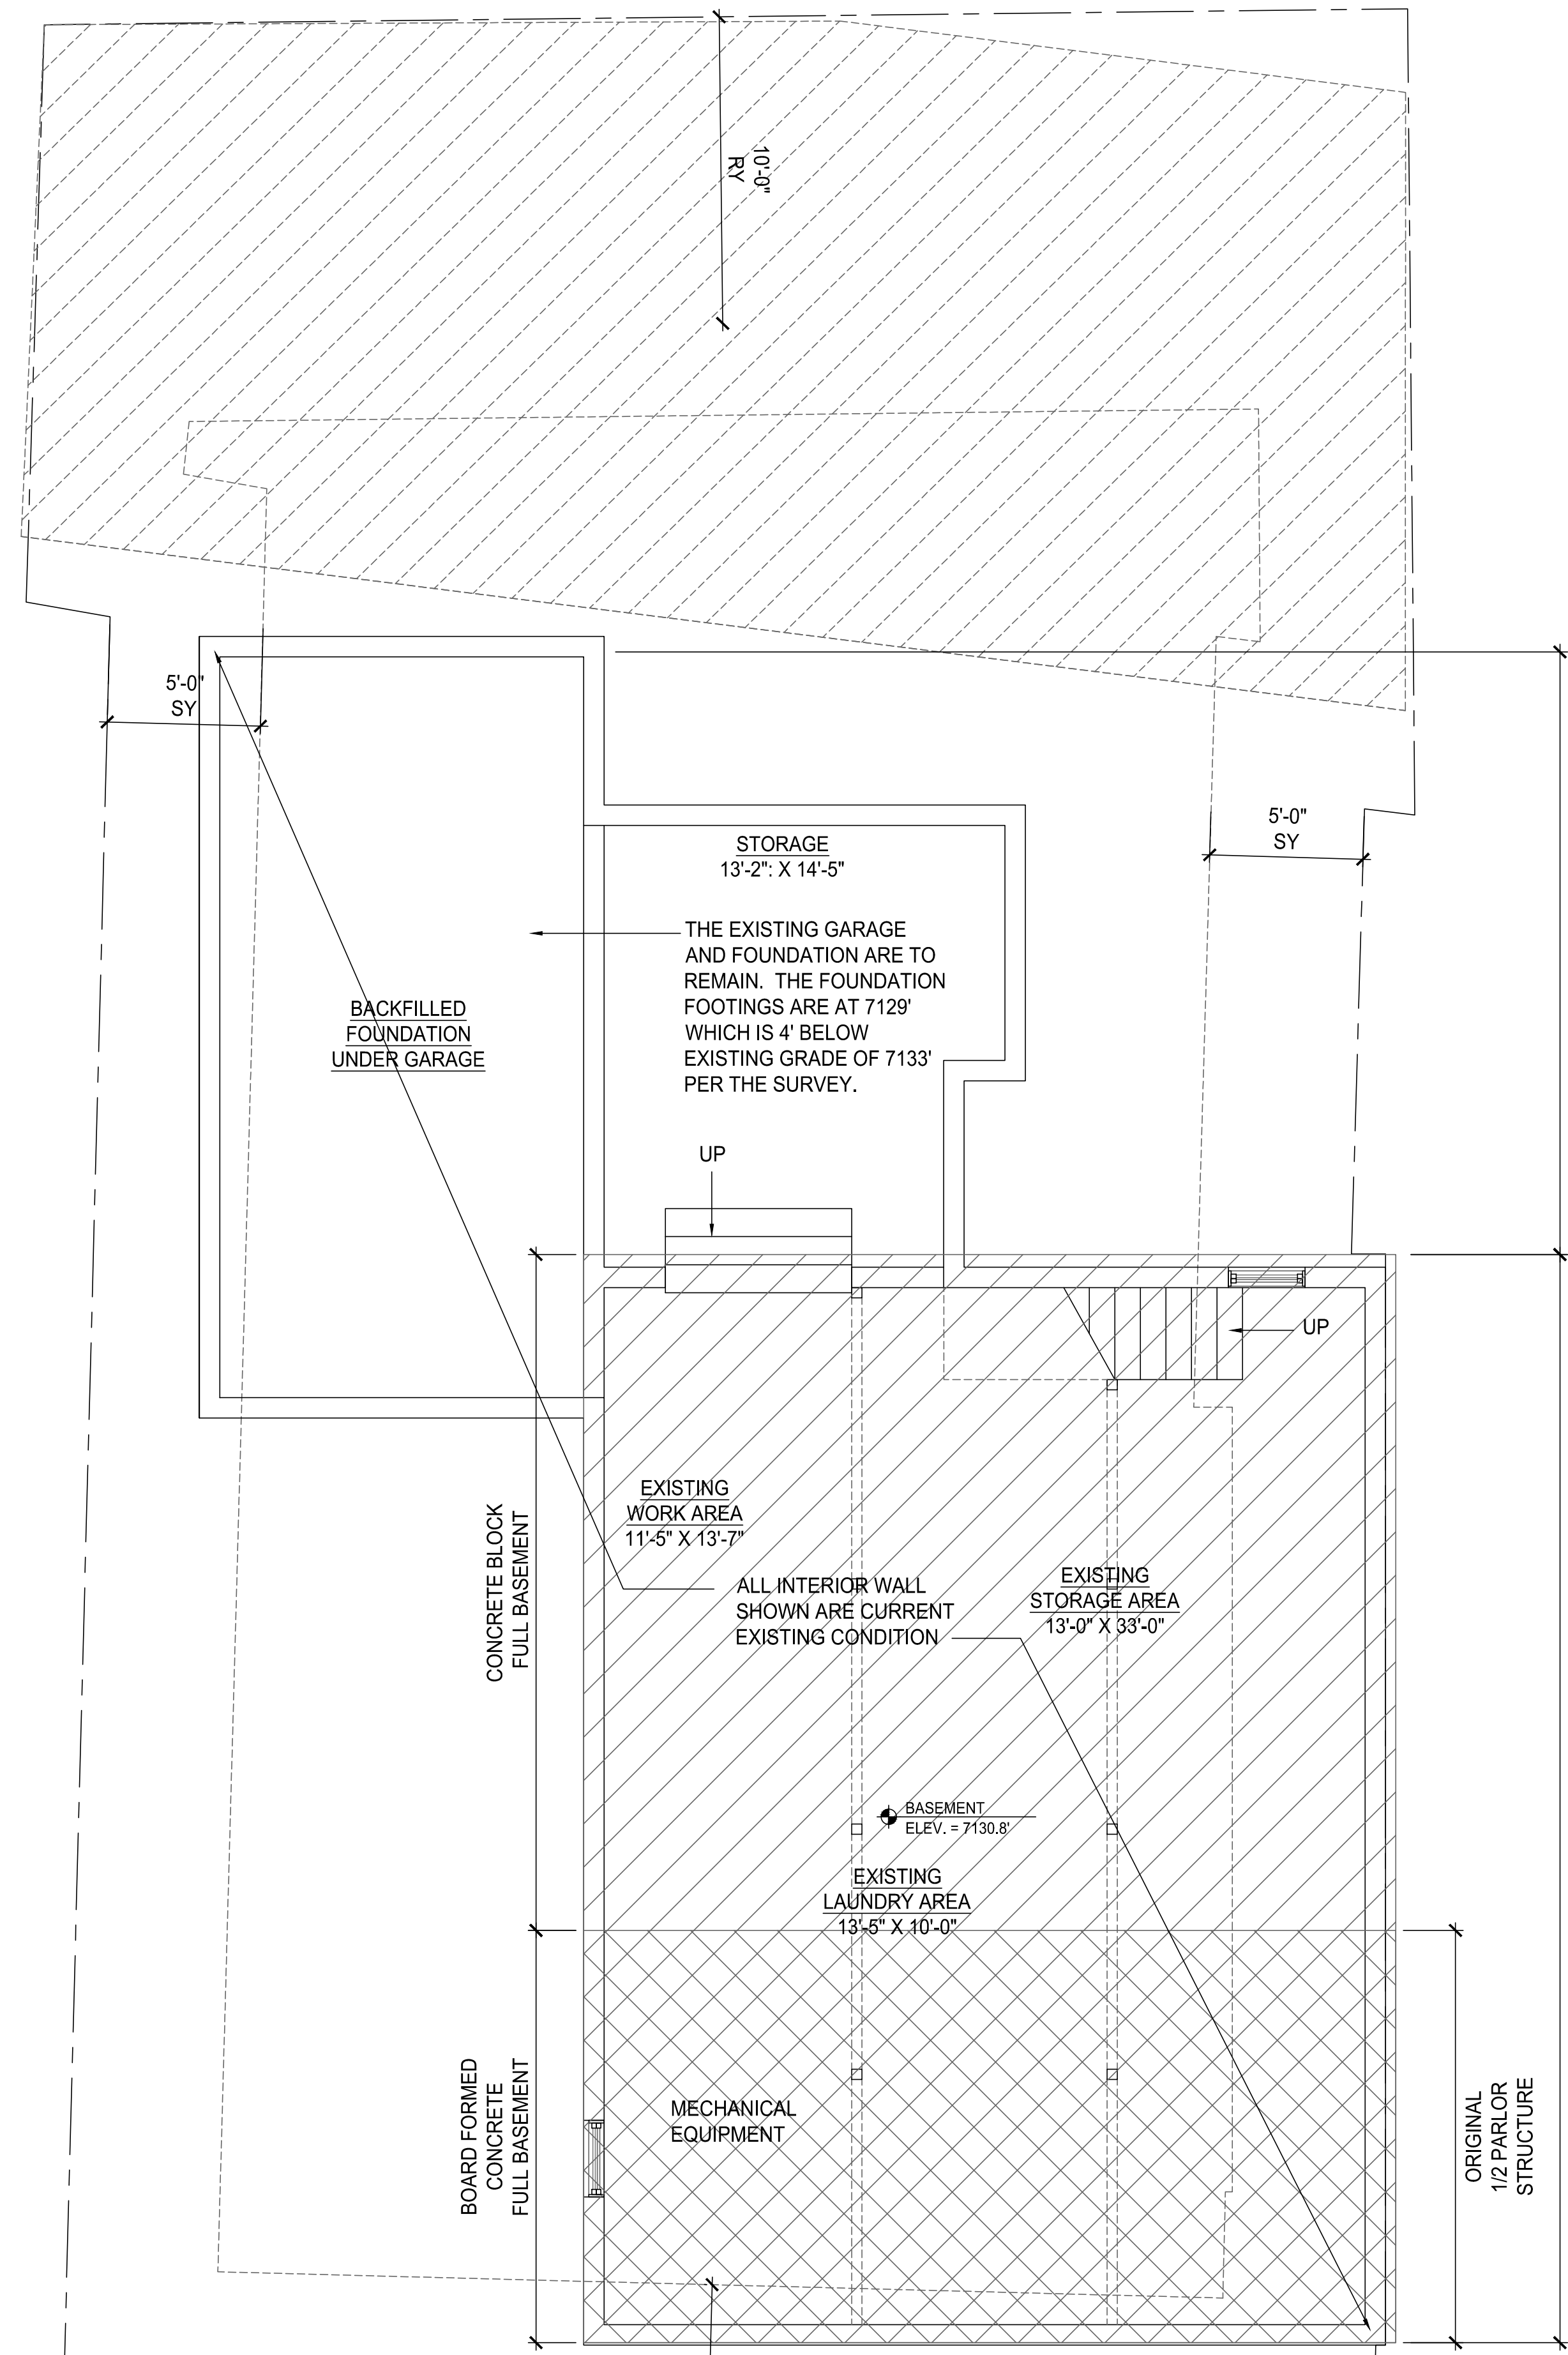 10'-0"
RY
5'-0"
SY
5'-0"
SY
STORAGE
13'-2": X 14'-5"
THE EXISTING GARAGE
AND FOUNDATION ARE TO
REMAIN. THE FOUNDATION
FOOTINGS ARE AT 7129'
WHICH IS 4' BELOW
EXISTING GRADE OF 7133'
PER THE SURVEY.
BACKFILLED
FOUNDATION
UNDER GARAGE
UP
UP
EXISTING
WORK AREA
11'-5" X 13'-7"
CONCRETE BLOCK
FULL BASEMENT
ALL INTERIOR WALL
SHOWN ARE CURRENT
EXISTING CONDITION
EXISTING
STORAGE AREA
13'-0" X 33'-0"
BASEMENT
ELEV. = 7130.8'
EXISTING
LAUNDRY AREA
13'-5" X 10'-0"
MECHANICAL
EQUIPMENT
BOARD FORMED
CONCRETE
FULL BASEMENT
ORIGINAL
1/2 PARLOR
STRUCTURE